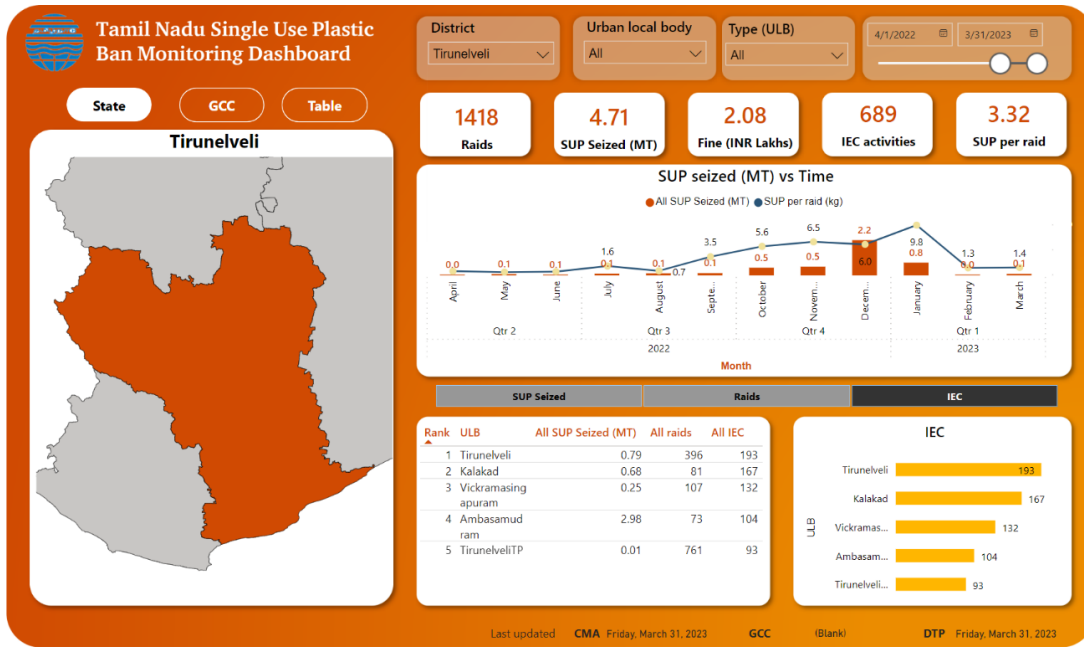 Tamil Nadu Single Use Plastic
Ban Monitoring Dashboard
District
Tirunelveli
Urban local body
All
Type (ULB)
All
4/1/2022
3/31/2023
State
GCC
Table
1418
Raids
4.71
SUP Seized (MT)
2.08
Fine (INR Lakhs)
689
IEC activities
3.32
SUP per raid
Tirunelveli
SUP seized (MT) vs Time
All SUP Seized (MT) SUP per raid (kg)
0.0
0.1
0.1
1.6
0.1
0.1
0.7
3.5
0.1
5.6
0.5
6.5
0.5
2.2
6.0
9.8
0.8
1.3
0.0
1.4
0.1
April
May
June
July
August
Septe...
October
Novem...
Decem...
January
February
March
Qtr 2
Qtr 3
Qtr 4
Qtr 1
2022
2023
Month
SUP Seized
Raids
IEC
Rank ULB All SUP Seized (MT) All raids All IEC
1 Tirunelveli 0.79 396 193
2 Kalakad 0.68 81 167
3 Vickramasing 0.25 107 132
apuram
4 Ambasamud 2.98 73 104
ram
5 TirunelveliTP 0.01 761 93
IEC
ULB
Tirunelveli 193
Kalakad 167
Vickramas... 132
Ambasam... 104
Tirunelveli... 93
Last updated CMA Friday, March 31, 2023 GCC (Blank) DTP Friday, March 31, 2023